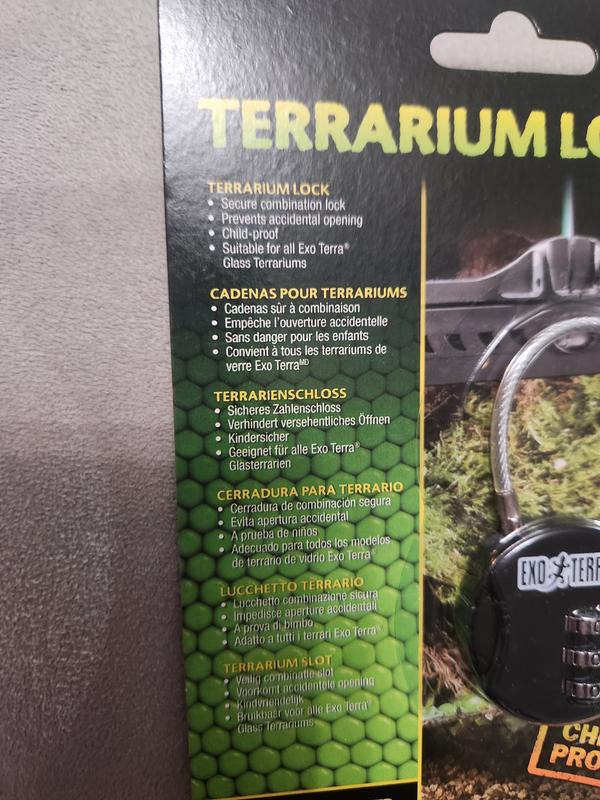 TERRARIUM LO
TERRARIUM LOCK
• Secure combination lock
• Prevents accidental opening
• Child-proof
• Suitable for all Exo Terra®
Glass Terrariums
CADENAS POUR TERRARIUMS
• Cadenas sûr à combinaison
• Empêche l'ouverture accidentelle
• Sans danger pour les enfants
• Convient à tous les terrariums de
verre Exo Terra MD
TERRARIENSCHLOSS
• Sicheres Zahlenschloss
• Verhindert versehentliches Öffnen
• Kindersicher
• Geeignet für alle Exo Terra®
Glasterrarien
CERRADURA PARA TERRARIO
• Cerradura de combinación segura
• Evita apertura accidental
• A prueba de niños
• Adecuado para todos los modelos
de terrario de vidrio Exo Terra®
LUCCHETTO TERRARIO
• Lucchetto combinazione sicura
• Impedisce aperture accidentali
• A prova di bimbo
• Adatto a tutti i terrari Exo Terra®
TERRARIUM SLOT
• Veilig combinatie slot
• Voorkomt accidentele opening
• Kindvriendelijk
• Bruikbaar voor alle Exo Terra®
Glass Terrariums
EXO TERR
CHI
PRO